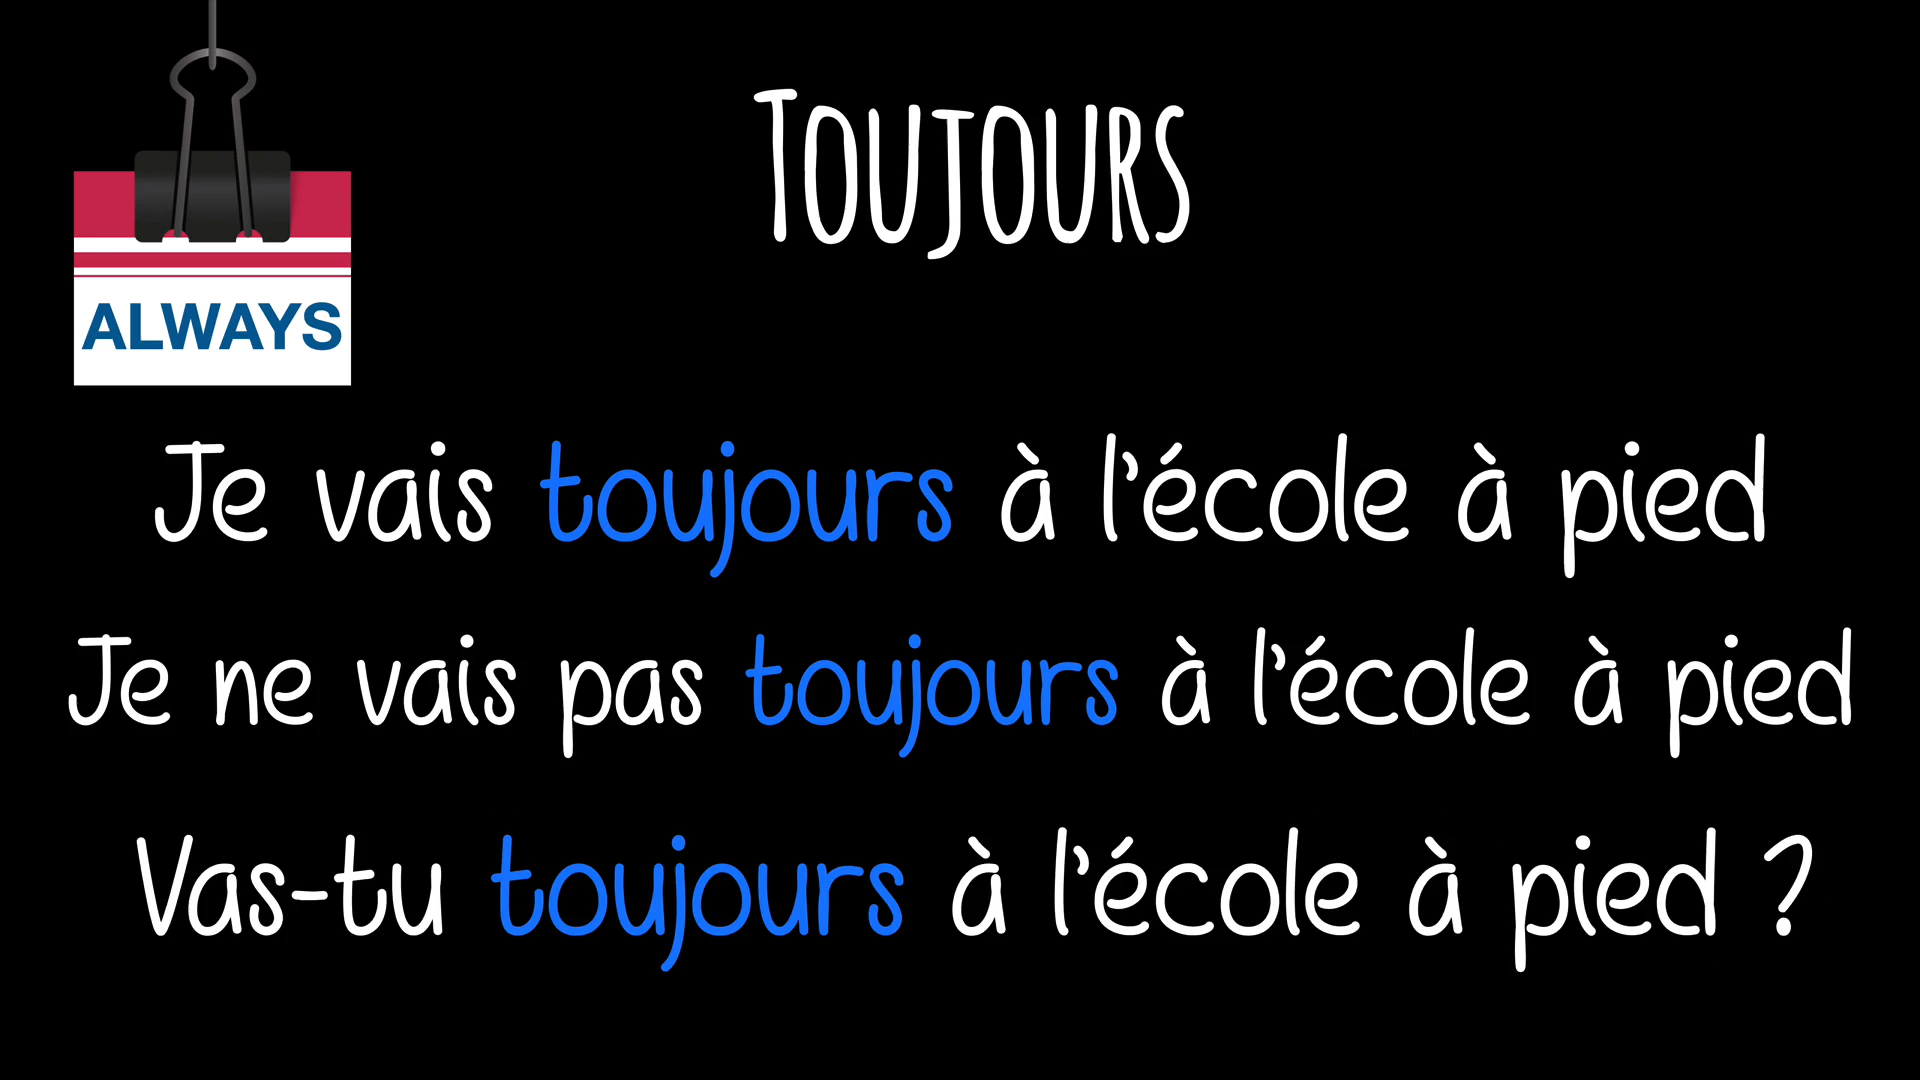 Toujours
ALWAYS
Je vais toujours à l'école à pied
Je ne vais pas toujours à l'école à pied
Vas-tu toujours à l'école à pied ?